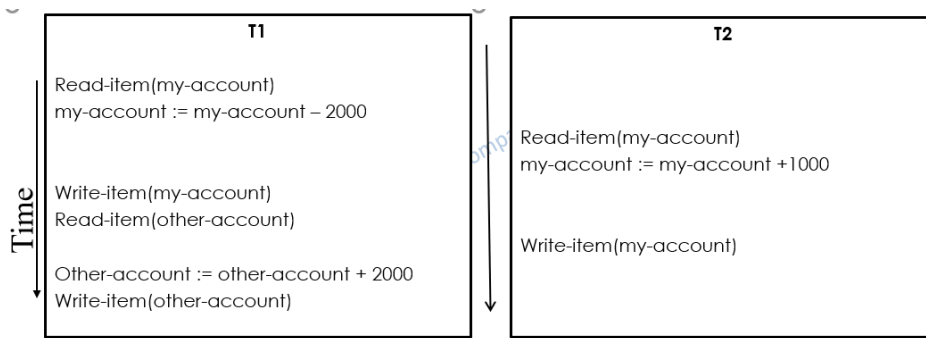 T1
Read-item(my-account)
my-account := my-account – 2000
Write-item(my-account)
Read-item(other-account)
Other-account := other-account + 2000
Write-item(other-account)
Time
T2
Read-item(my-account)
my-account := my-account +1000
Write-item(my-account)